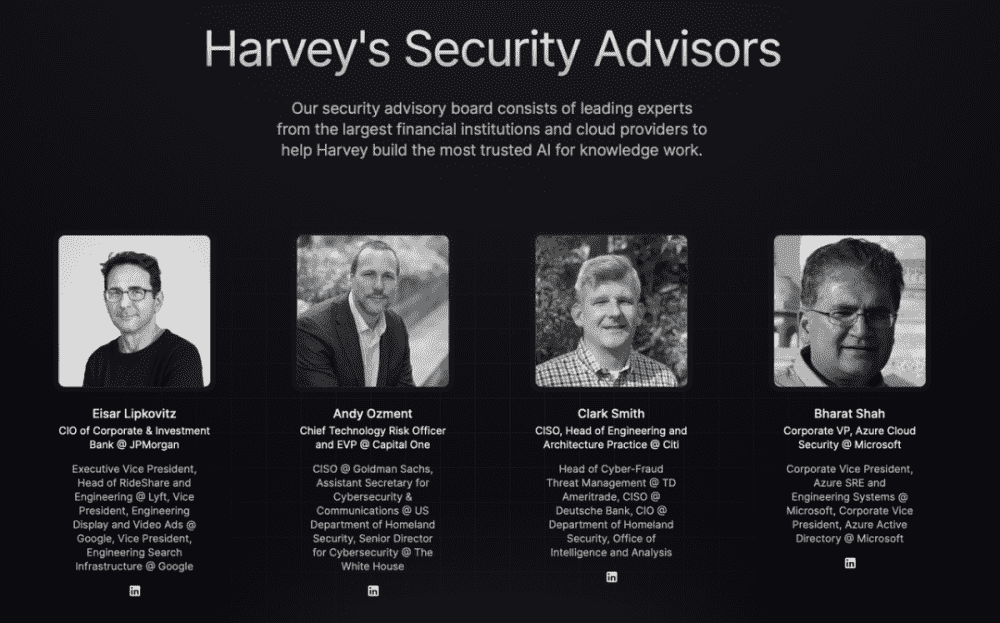 Harvey's Security Advisors
Our security advisory board consists of leading experts
from the largest financial institutions and cloud providers to
help Harvey build the most trusted AI for knowledge work.
Eisar Lipkovitz
CIO of Corporate & Investment
Bank @ JPMorgan
Executive Vice President,
Head of RideShare and
Engineering @ Lyft, Vice
President, Engineering
Display and Video Ads @
Google, Vice President,
Engineering Search
Infrastructure @ Google
in
Andy Ozment
Chief Technology Risk Officer
and EVP @ Capital One
CISO @ Goldman Sachs,
Assistant Secretary for
Cybersecurity &
Communications @ US
Department of Homeland
Security, Senior Director
for Cybersecurity @ The
White House
in
Clark Smith
CISO, Head of Engineering and
Architecture Practice @ Citi
Head of Cyber-Fraud
Threat Management @ TD
Ameritrade, CISO @
Deutsche Bank, CIO @
Department of Homeland
Security, Office of
Intelligence and Analysis
in
Bharat Shah
Corporate VP, Azure Cloud
Security @ Microsoft
Corporate Vice President,
Azure SRE and
Engineering Systems @
Microsoft, Corporate Vice
President, Azure Active
Directory @ Microsoft
in